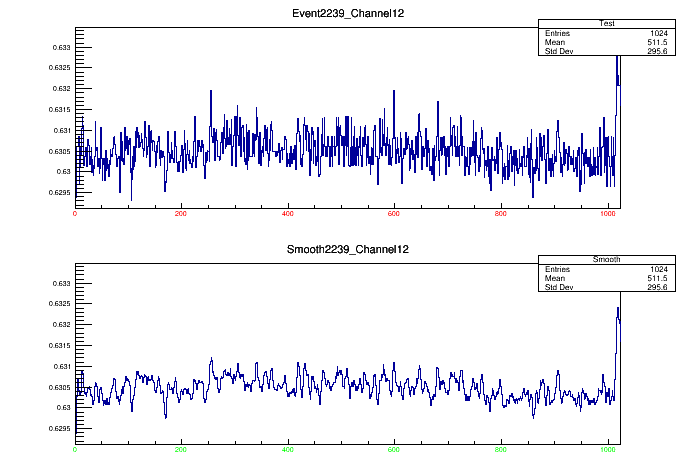 Event2239_Channel12
Test
Entries 1024
Mean 511.5
Std Dev 295.6
0.633
0.6325
0.632
0.6315
0.631
0.6305
0.63
0.6295
0 200 400 600 800 1000
Smooth2239_Channel12
Smooth
Entries 1024
Mean 511.5
Std Dev 295.6
0.633
0.6325
0.632
0.6315
0.631
0.6305
0.63
0.6295
0 200 400 600 800 1000